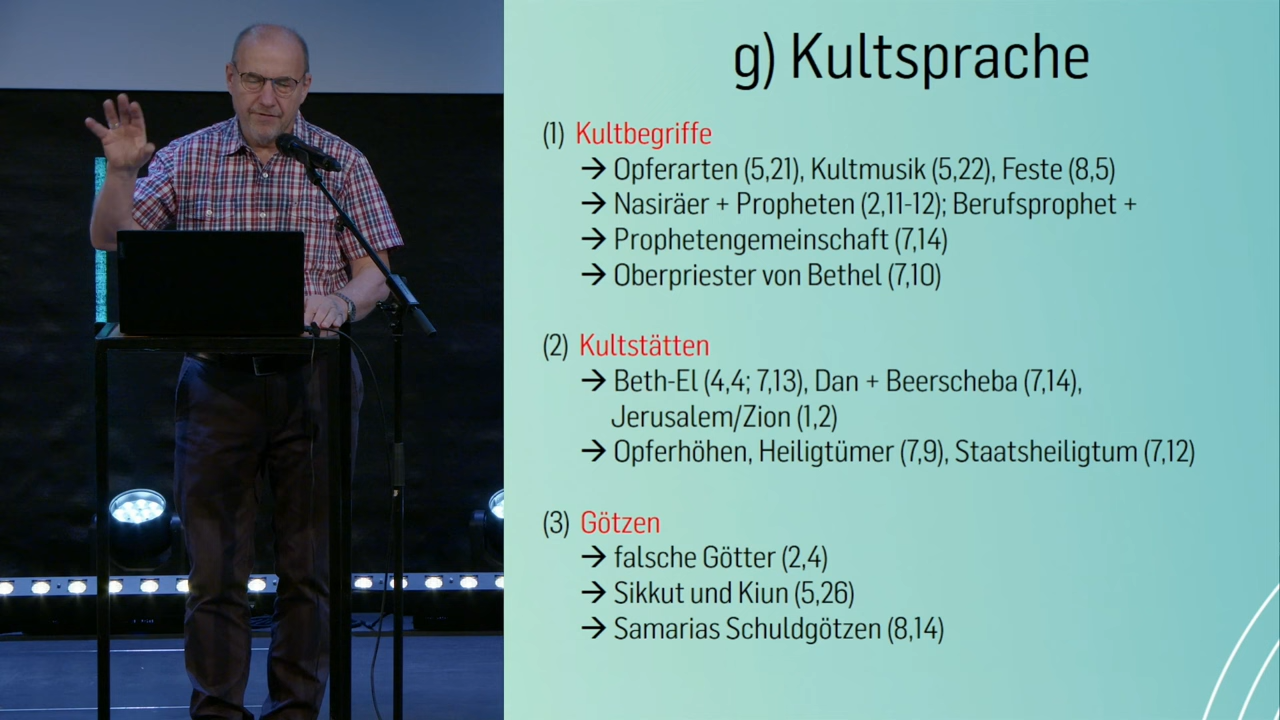 g) Kultsprache
(1) Kultbegriffe
→ Opferarten (5,21), Kultmusik (5,22), Feste (8,5)
→ Nasiräer + Propheten (2,11-12); Berufsprophet +
→ Prophetengemeinschaft (7,14)
→ Oberpriester von Bethel (7,10)
(2) Kultstätten
→ Beth-El (4,4; 7,13), Dan + Beerscheba (7,14),
Jerusalem/Zion (1,2)
→ Opferhöhen, Heiligtümer (7,9), Staatsheiligtum (7,12)
(3) Götzen
→ falsche Götter (2,4)
→ Sikkut und Kiun (5,26)
→ Samarias Schuldgötzen (8,14)